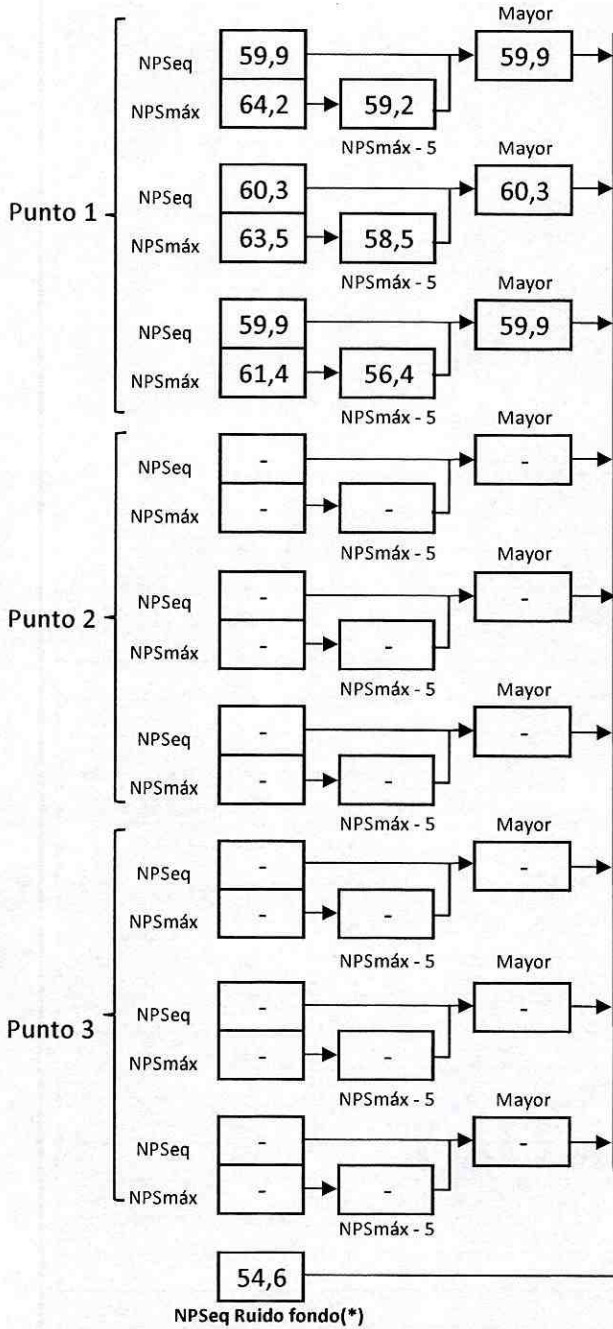 Mayor
NPSeq 59,9 59,9
NPSmáx 64,2 59,2
NPSmáx - 5
Mayor
Punto 1
NPSeq 60,3 60,3
NPSmáx 63,5 58,5
NPSmáx - 5
Mayor
NPSeq 59,9 59,9
NPSmáx 61,4 56,4
NPSmáx - 5
Mayor
NPSeq - -
NPSmáx - -
NPSmáx - 5
Mayor
Punto 2
NPSeq - -
NPSmáx - -
NPSmáx - 5
Mayor
NPSeq - -
NPSmáx - -
NPSmáx - 5
Mayor
NPSeq - -
NPSmáx - -
NPSmáx - 5
Mayor
Punto 3
NPSeq - -
NPSmáx - -
NPSmáx - 5
Mayor
NPSeq - -
NPSmáx - -
NPSmáx - 5
54,6
NPSeq Ruido fondo(*)